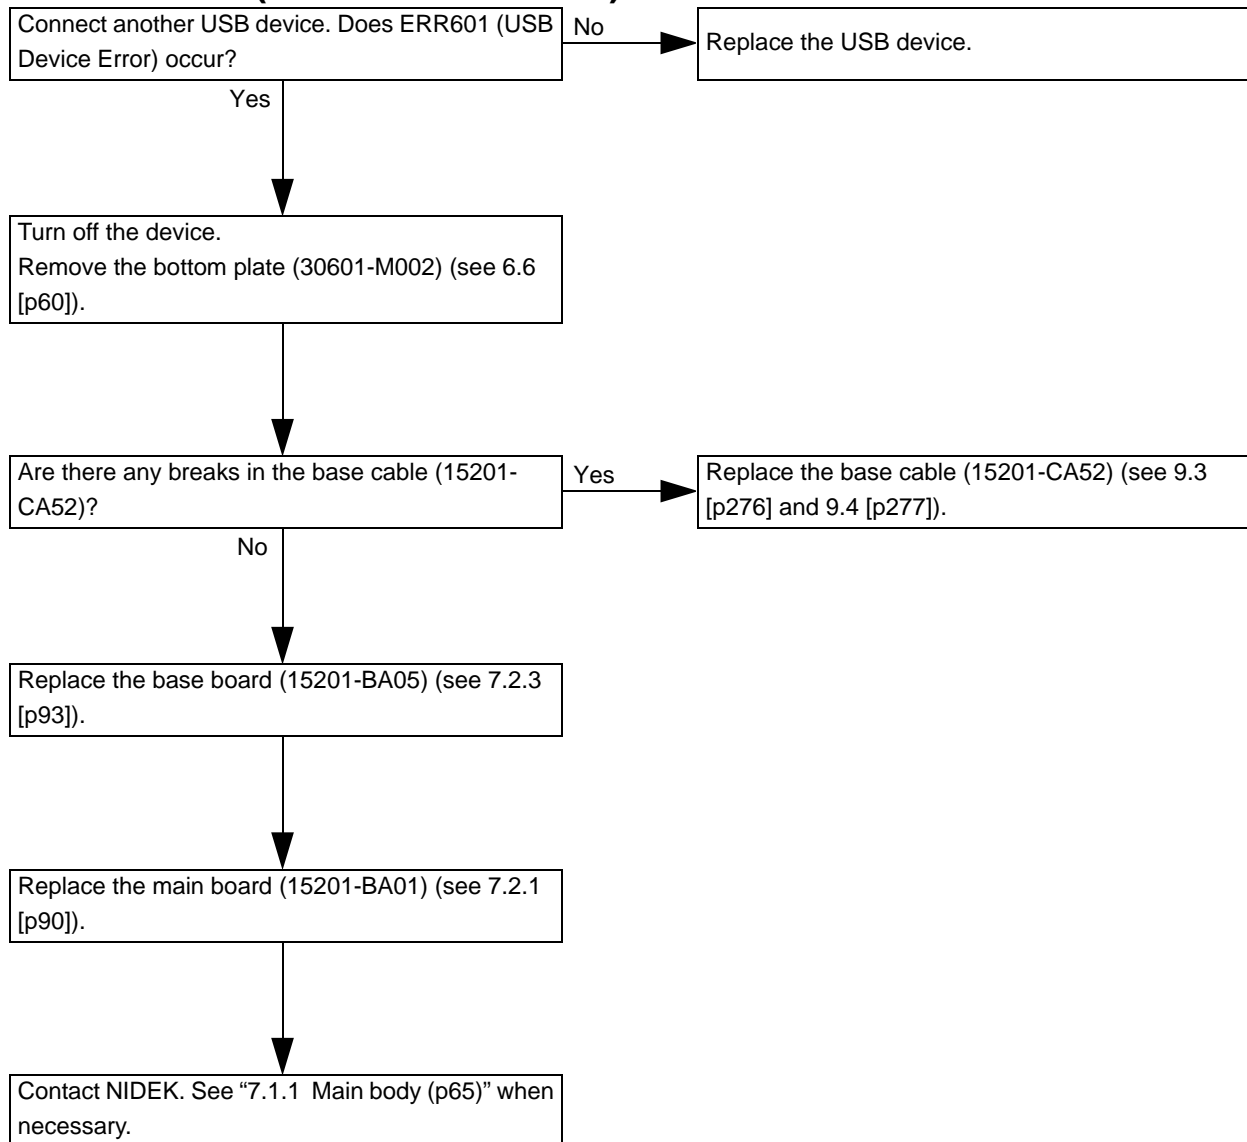 Connect another USB device. Does ERR601 (USB
Device Error) occur?
No
Replace the USB device.
Yes
Turn off the device.
Remove the bottom plate (30601-M002) (see 6.6
[p60]).
Are there any breaks in the base cable (15201-
CA52)?
Yes
Replace the base cable (15201-CA52) (see 9.3
[p276] and 9.4 [p277]).
No
Replace the base board (15201-BA05) (see 7.2.3
[p93]).
Replace the main board (15201-BA01) (see 7.2.1
[p90]).
Contact NIDEK. See “7.1.1  Main body (p65)” when
necessary.